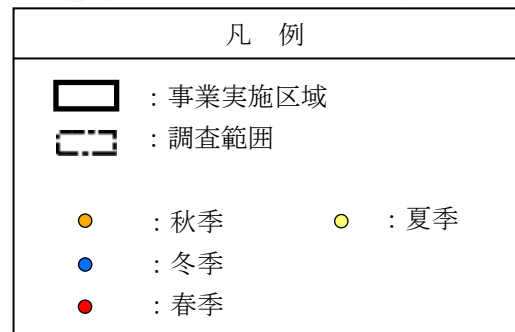 凡 例
：事業実施区域
：調査範囲
：秋季 ：夏季
：冬季
：春季